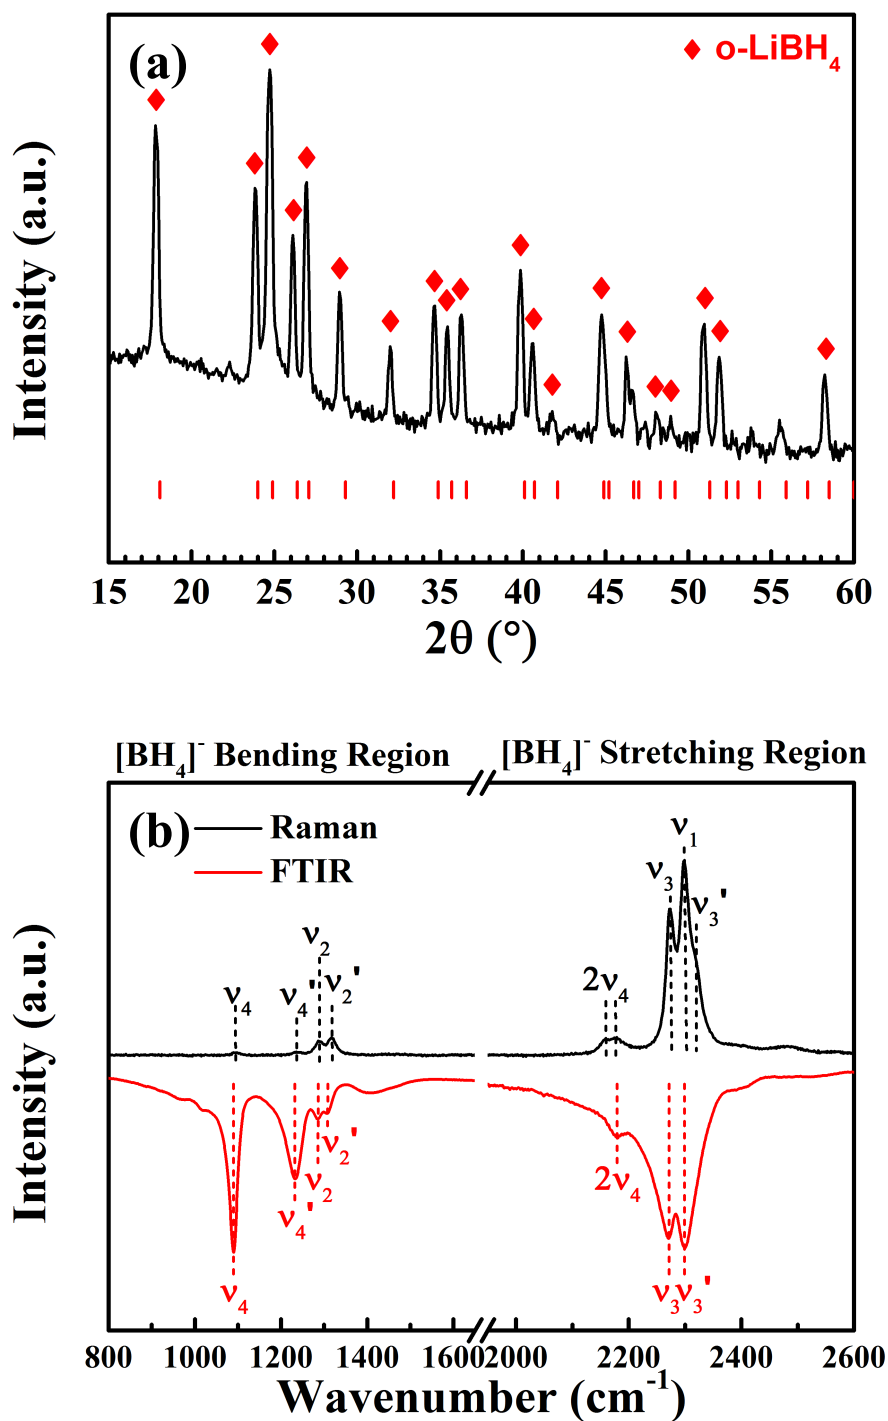 (a)
◆ o-LiBH₄
Intensity (a.u.)
15 20 25 30 35 40 45 50 55 60
2θ (°)
[BH₄]⁻ Bending Region [BH₄]⁻ Stretching Region
(b)
Raman
FTIR
ν₁
ν₃
ν₃'
ν₂
ν₂'
2ν₄
ν₄
ν₄'
Intensity (a.u.)
ν₂'
ν₂
2ν₄
ν₄'
ν₄
ν₃
ν₃'
800 1000 1200 1400 1600 2000 2200 2400 2600
Wavenumber (cm⁻¹)